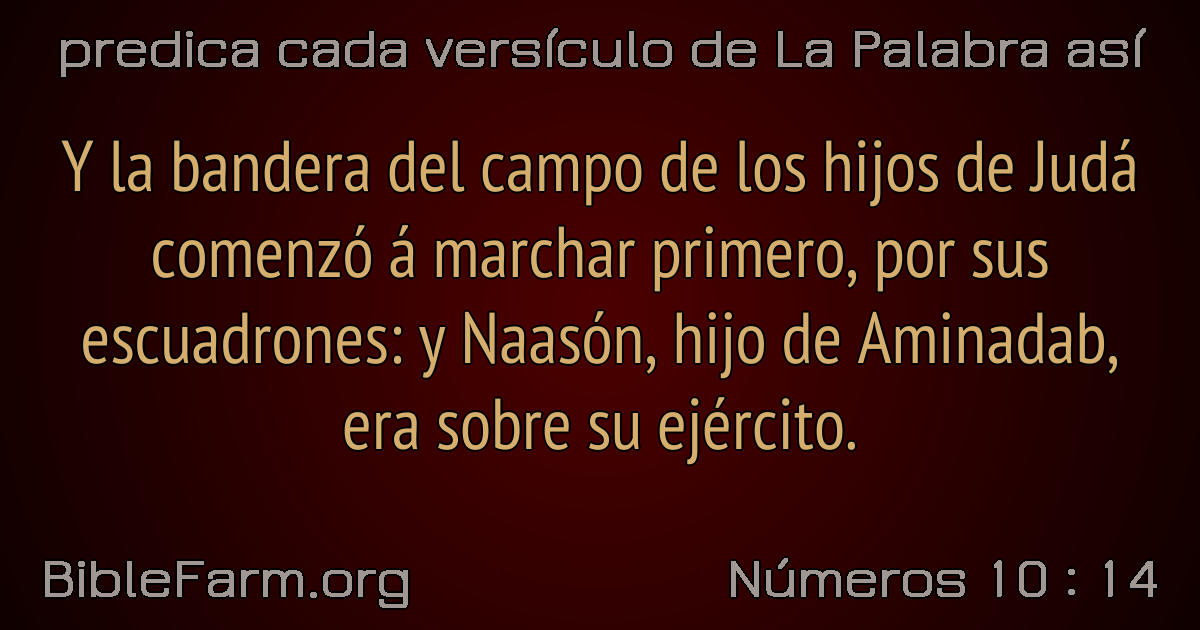 predica cada versículo de La Palabra así
Y la bandera del campo de los hijos de Judá
comenzó á marchar primero, por sus
escuadrones: y Naasón, hijo de Aminadab,
era sobre su ejército.
BibleFarm.org
Números 10 : 14